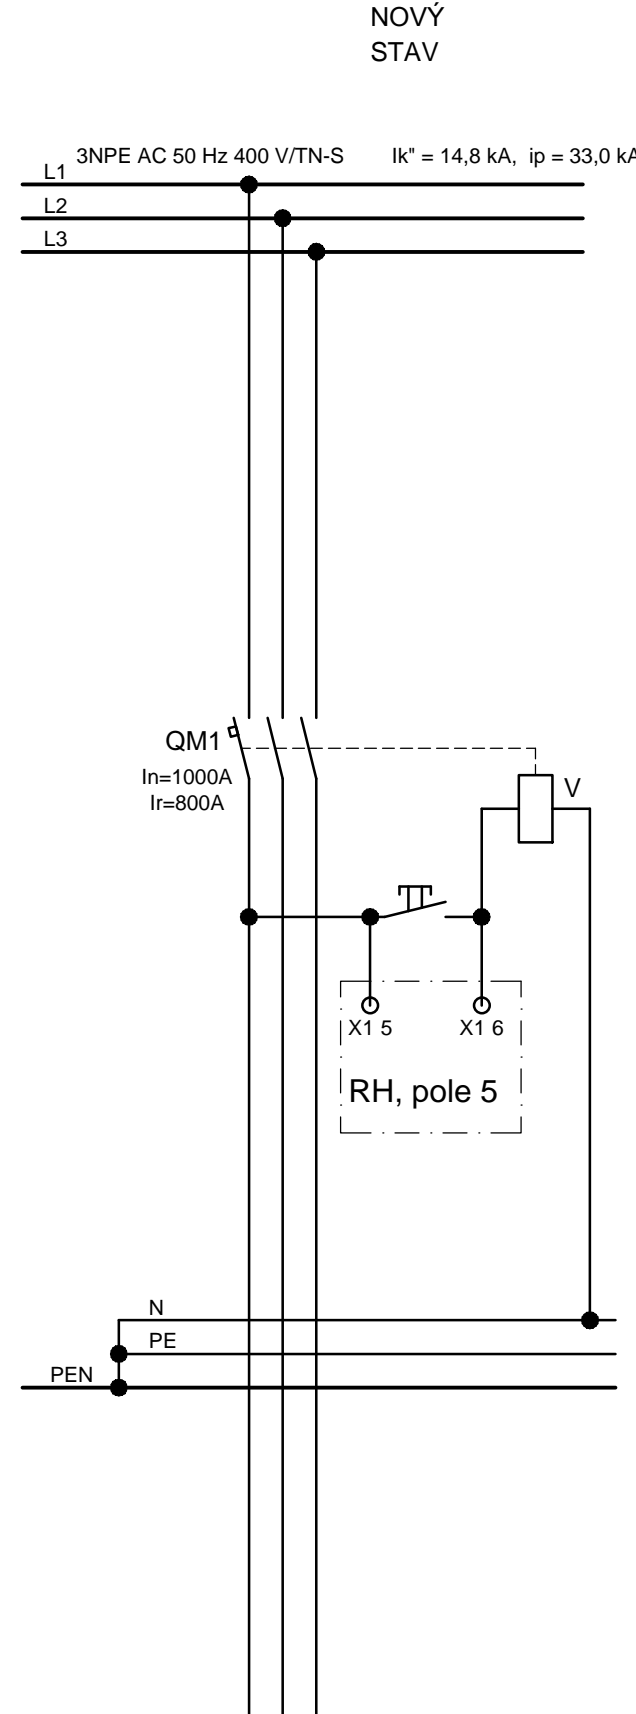 NOVÝ
STAV
3NPE AC 50 Hz 400 V/TN-S Ik" = 14,8 kA, ip = 33,0 kA
L1
L2
L3
QM1
In=1000A
Ir=800A
V
X1 5 X1 6
RH, pole 5
N
PE
PEN